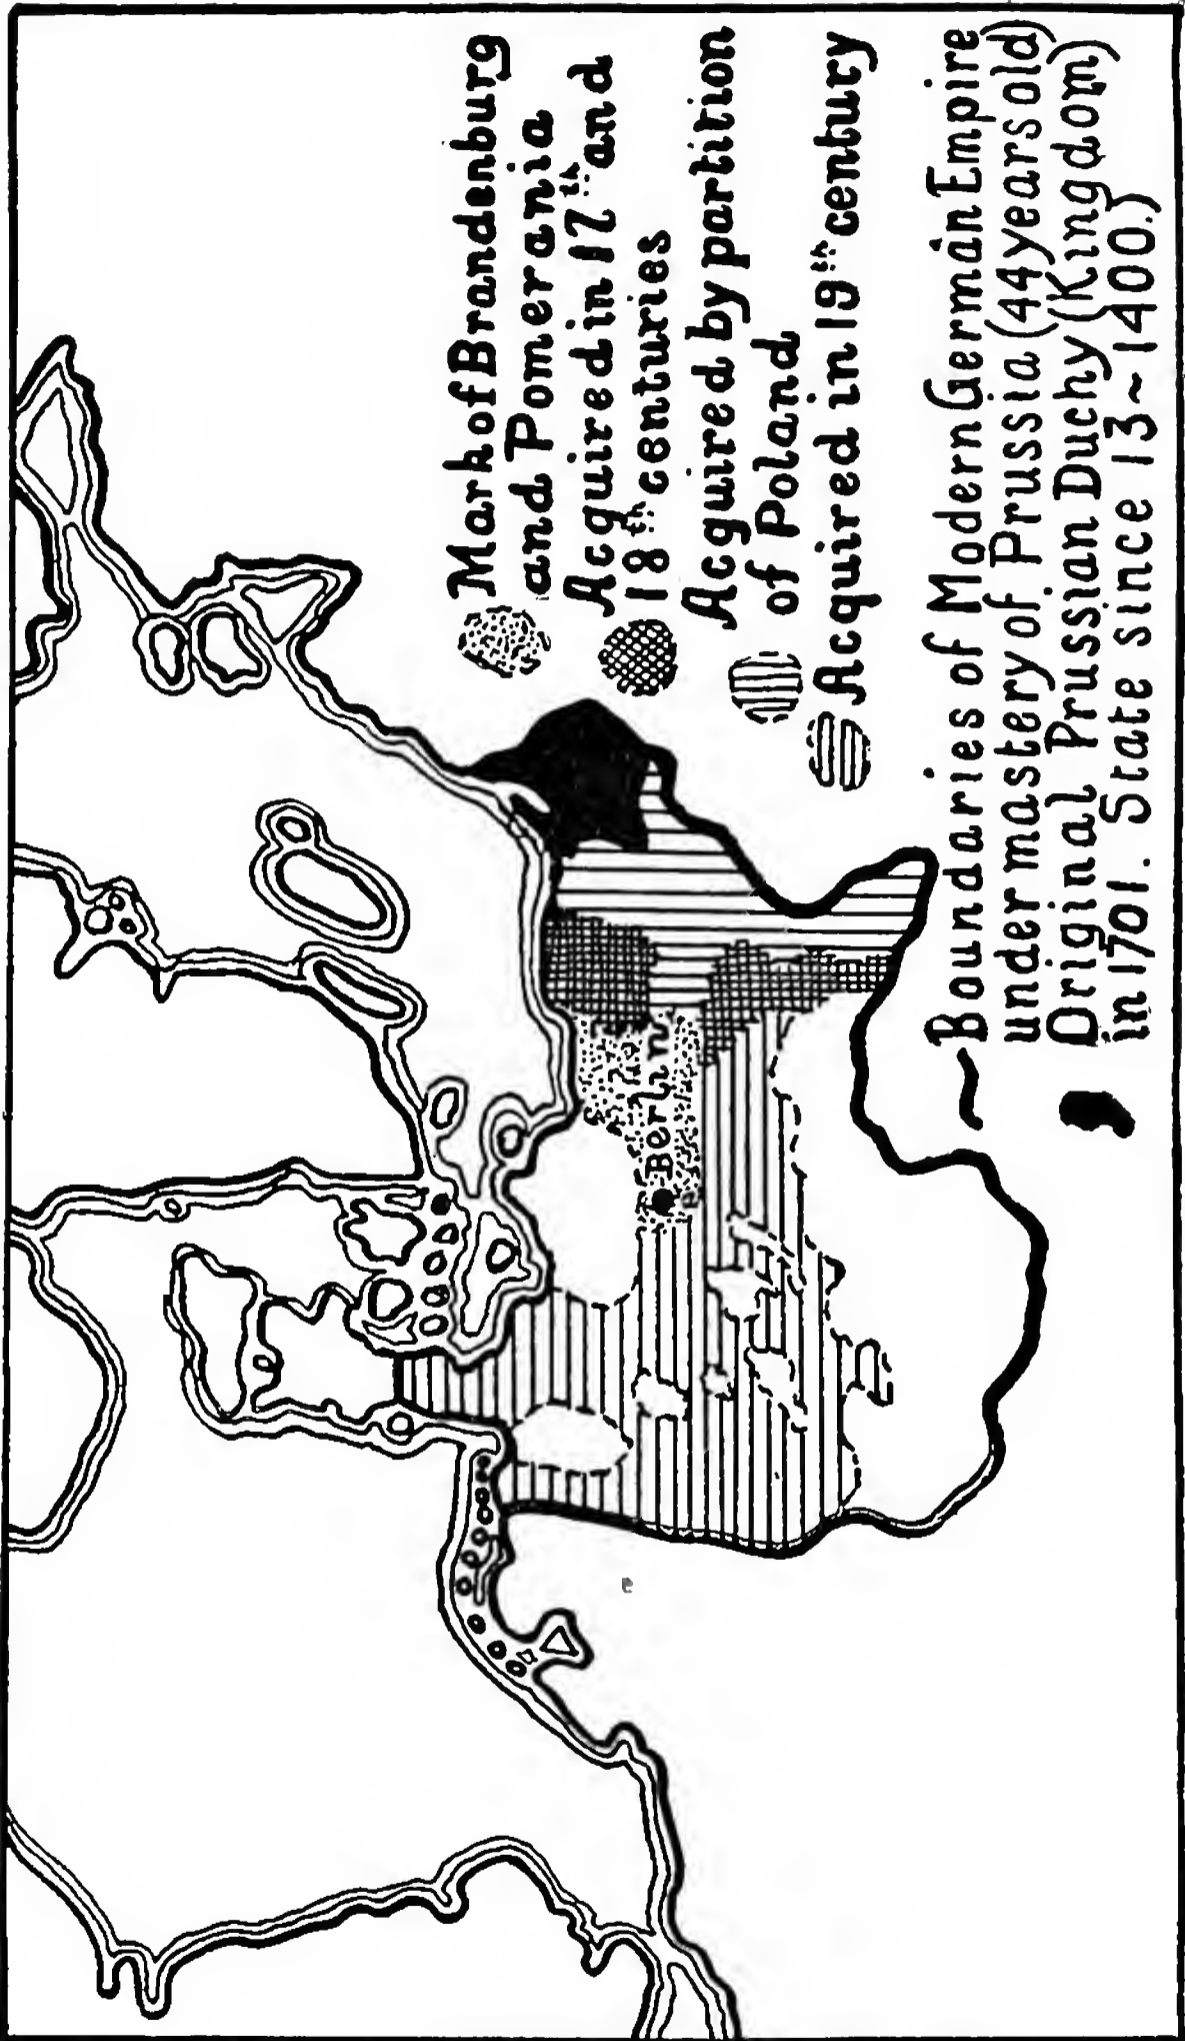 Mark of Brandenburg
and Pomerania
Acquired in 17th and
18th centuries
Acquired by partition
of Poland
Acquired in 19th century
Boundaries of Modern German Empire
under mastery of Prussia (44 years old)
Original Prussian Duchy (Kingdom)
in 1701. State since 13~1400.)
Berlin